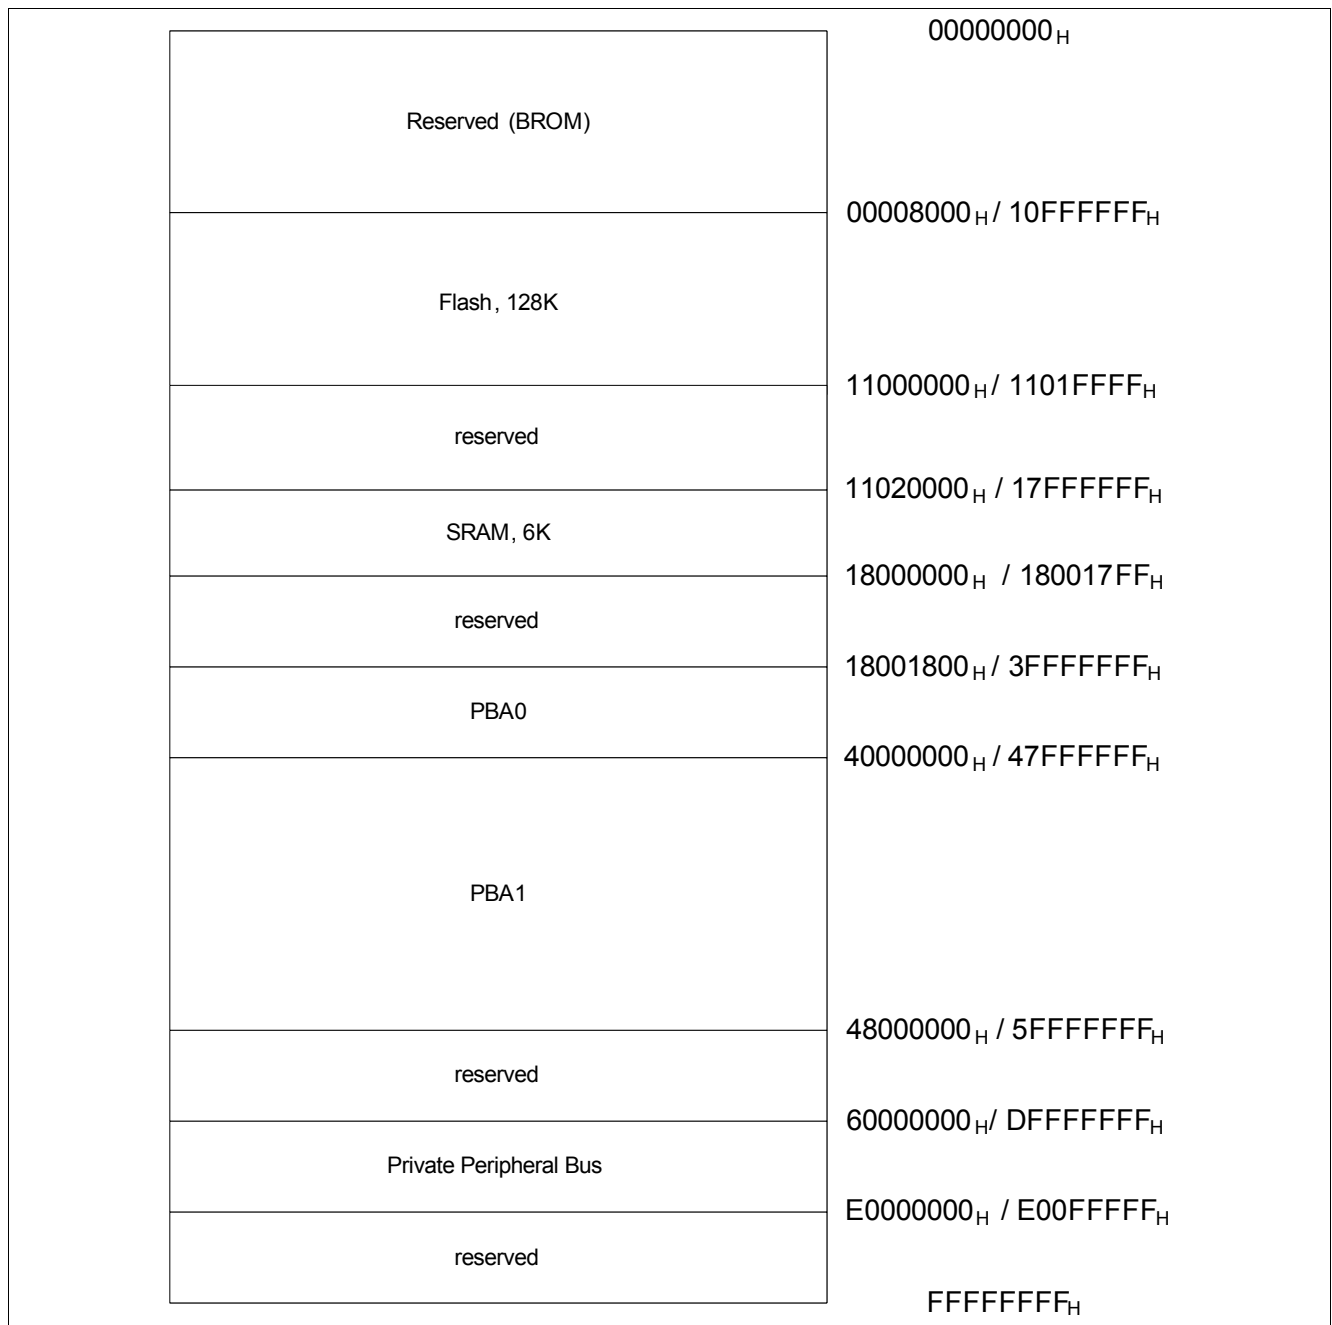 00000000H
Reserved (BROM)
00008000H / 10FFFFFFH
Flash, 128K
11000000H / 1101FFFFH
reserved
11020000H / 17FFFFFFH
SRAM, 6K
18000000H / 180017FFH
reserved
18001800H / 3FFFFFFFH
PBA0
40000000H / 47FFFFFFH
PBA1
48000000H / 5FFFFFFFH
reserved
60000000H / DFFFFFFFH
Private Peripheral Bus
E0000000H / E00FFFFFH
reserved
FFFFFFFFH